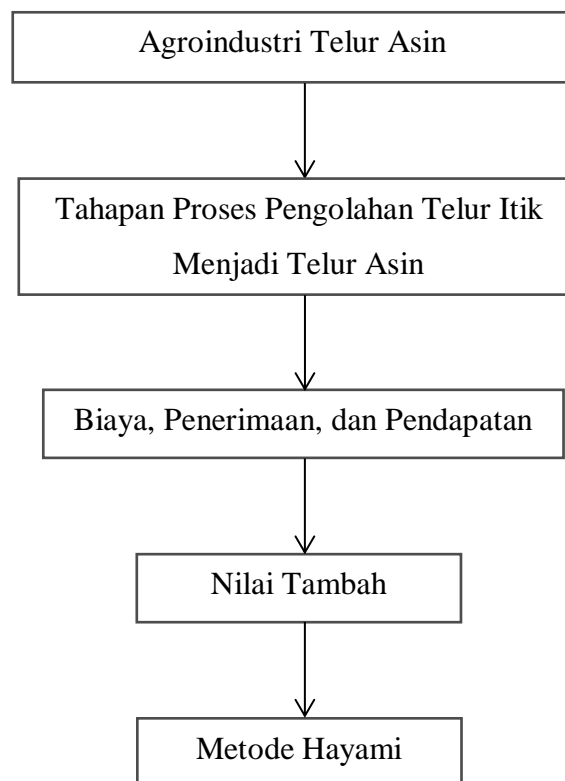 Agroindustri Telur Asin
Tahapan Proses Pengolahan Telur Itik
Menjadi Telur Asin
Biaya, Penerimaan, dan Pendapatan
Nilai Tambah
Metode Hayami